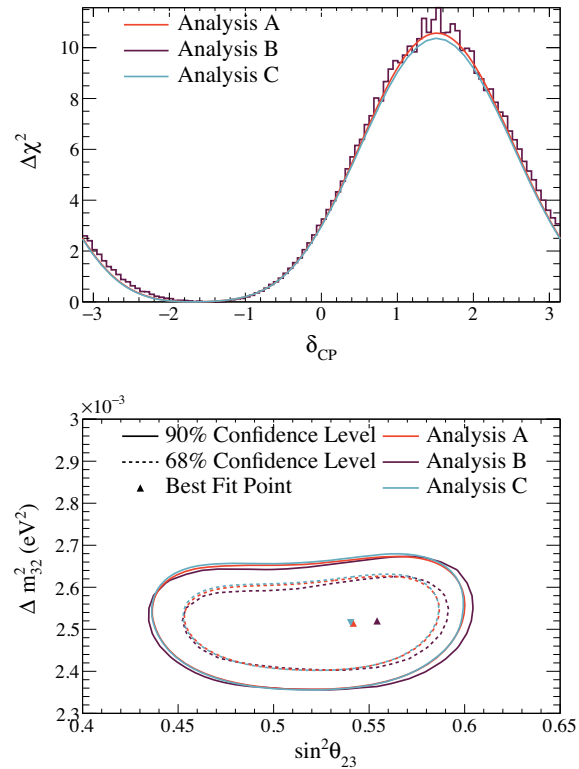 Analysis A
Analysis B
Analysis C
Δχ²
10
8
6
4
2
0
−3 −2 −1 0 1 2 3
δ_CP
×10⁻³
90% Confidence Level
68% Confidence Level
Best Fit Point
Analysis A
Analysis B
Analysis C
Δ m²₃₂ (eV²)
3
2.9
2.8
2.7
2.6
2.5
2.4
2.3
0.4 0.45 0.5 0.55 0.6 0.65
sin²θ₂₃